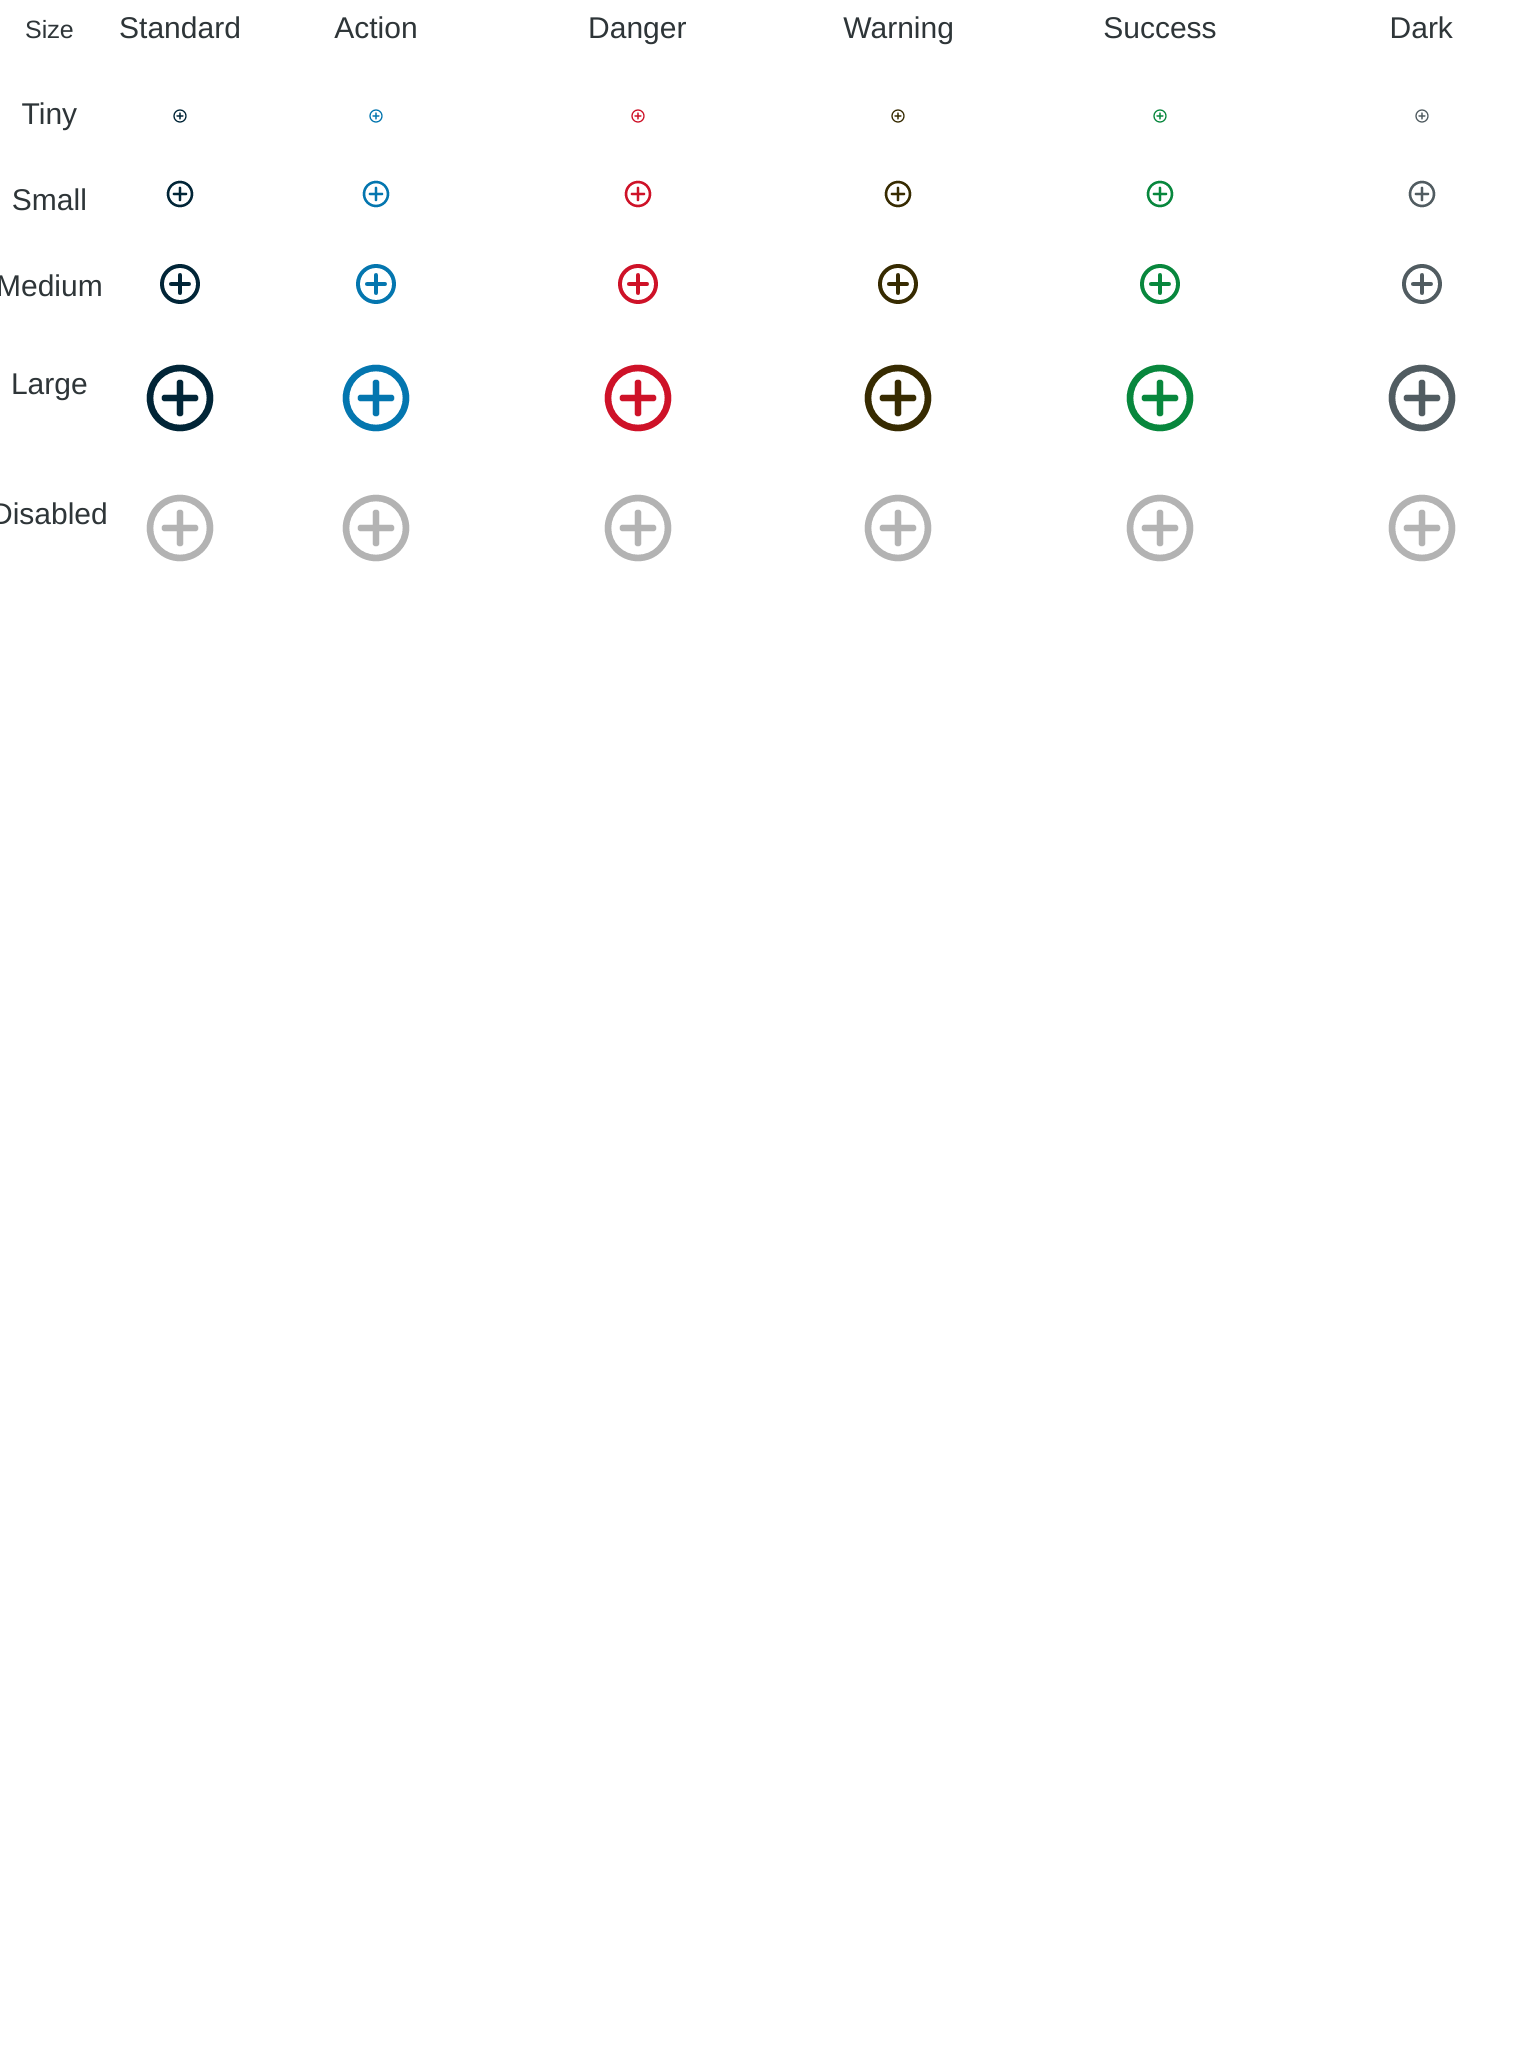 Size Standard Action Danger Warning Success Dark
Tiny
Small
Medium
Large
Disabled